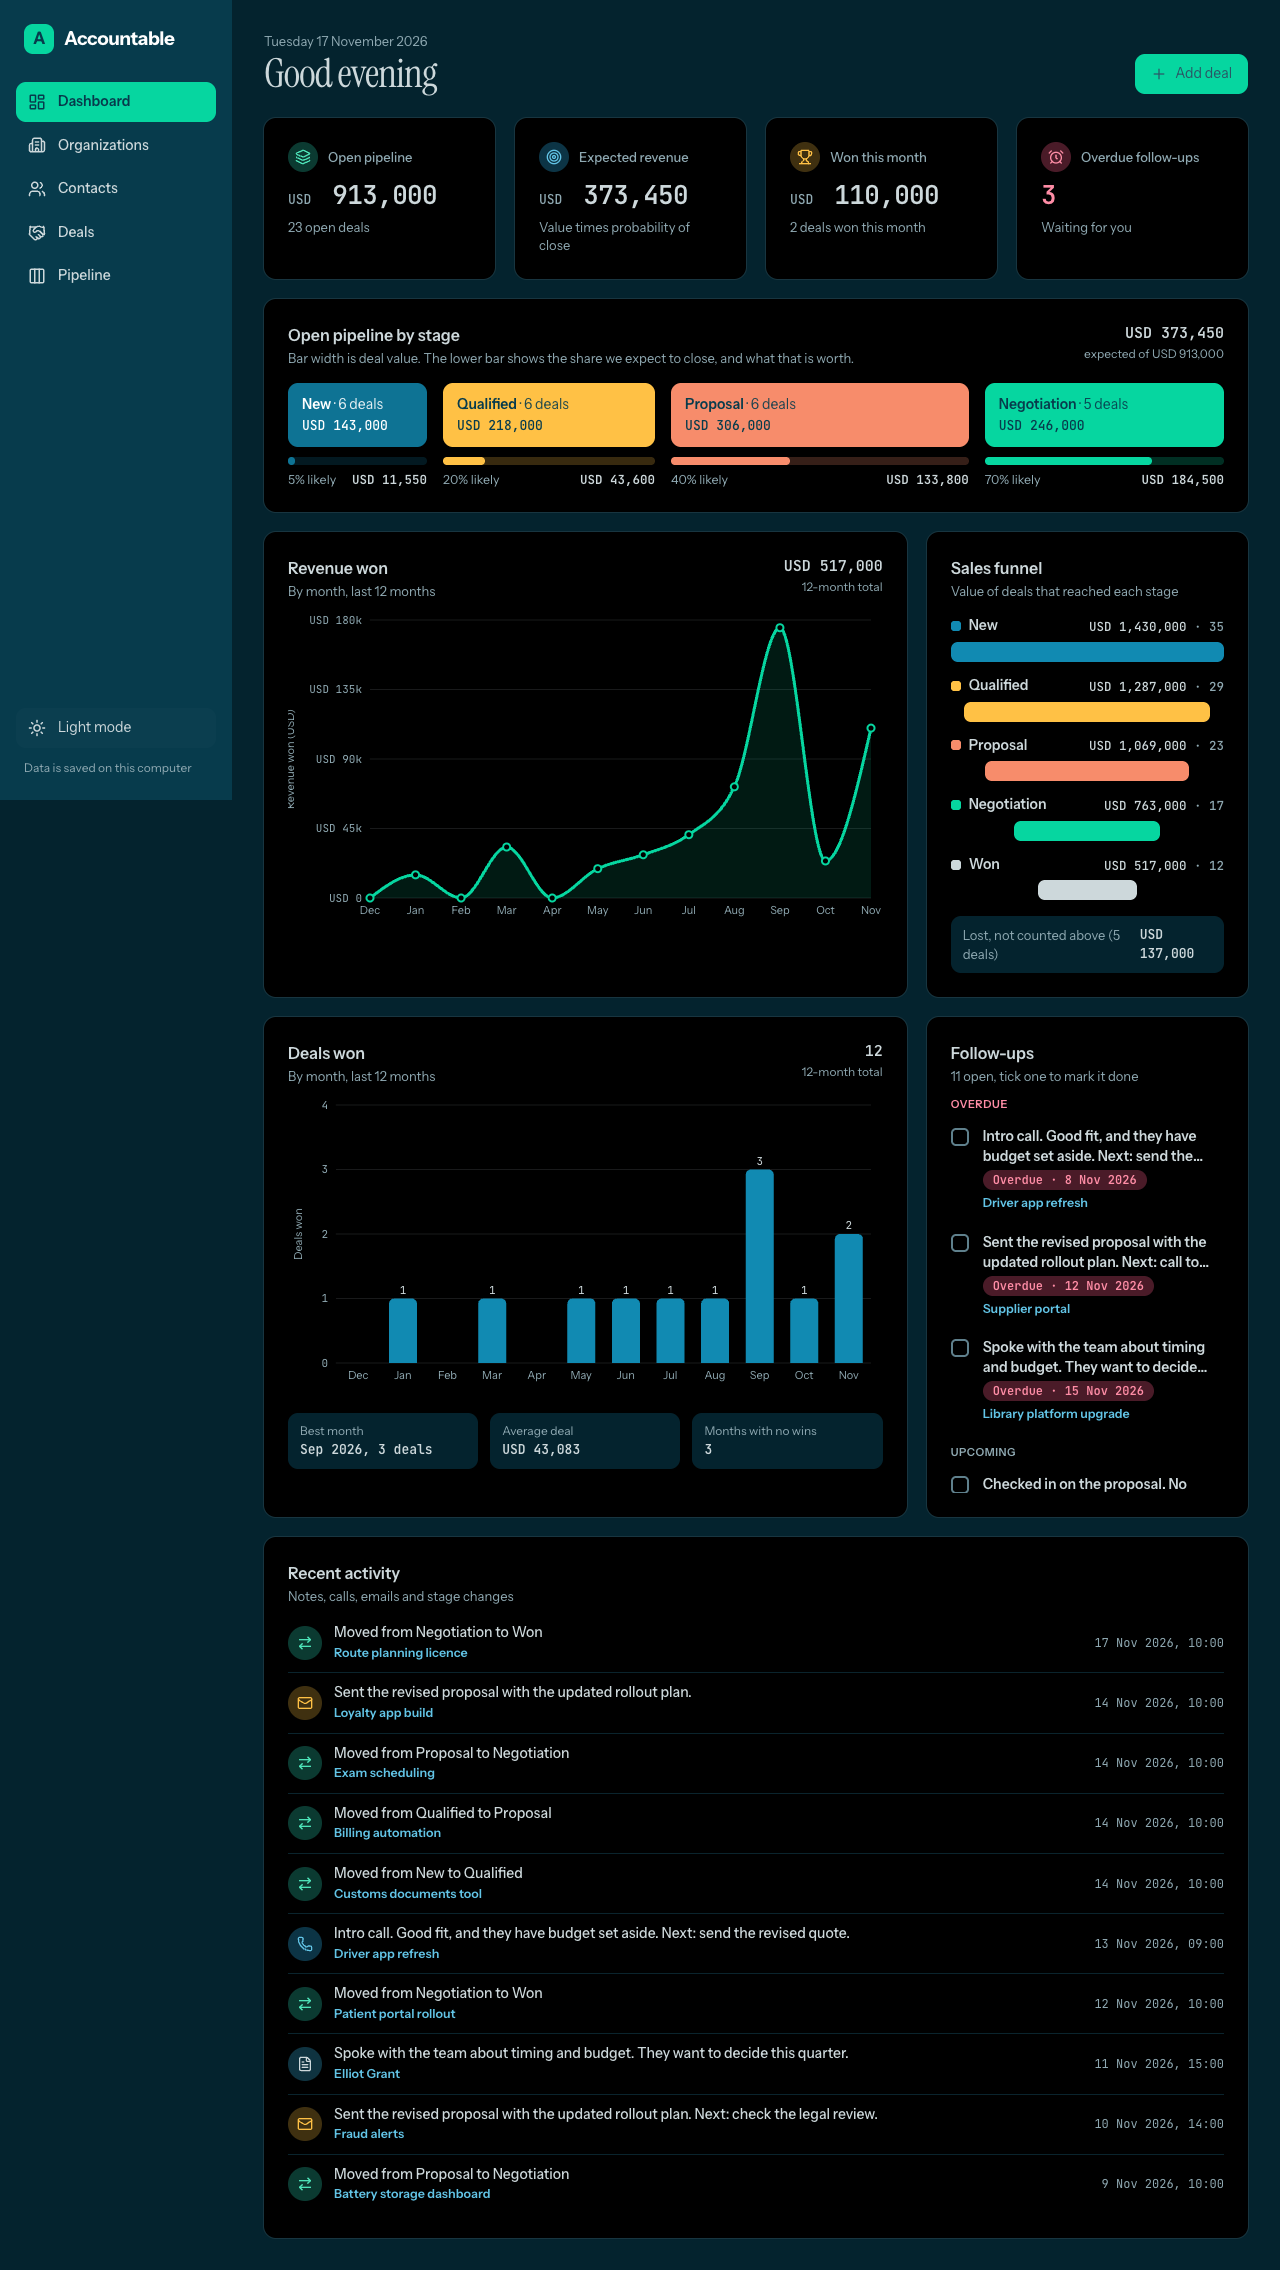 A Accountable
Dashboard
Organizations
Contacts
Deals
Pipeline
Light mode
Data is saved on this computer
Tuesday 17 November 2026
Good evening
+ Add deal
Open pipeline
USD 913,000
23 open deals
Expected revenue
USD 373,450
Value times probability of
close
Won this month
USD 110,000
2 deals won this month
Overdue follow-ups
3
Waiting for you
Open pipeline by stage
Bar width is deal value. The lower bar shows the share we expect to close, and what that is worth.
USD 373,450
expected of USD 913,000
New · 6 deals
USD 143,000
5% likely USD 11,550
Qualified · 6 deals
USD 218,000
20% likely USD 43,600
Proposal · 6 deals
USD 306,000
40% likely USD 133,800
Negotiation · 5 deals
USD 246,000
70% likely USD 184,500
Revenue won
By month, last 12 months
USD 517,000
12-month total
Revenue won (USD)
USD 180k
USD 135k
USD 90k
USD 45k
USD 0
Dec Jan Feb Mar Apr May Jun Jul Aug Sep Oct Nov
Sales funnel
Value of deals that reached each stage
New USD 1,430,000 · 35
Qualified USD 1,287,000 · 29
Proposal USD 1,069,000 · 23
Negotiation USD 763,000 · 17
Won USD 517,000 · 12
Lost, not counted above (5
deals)
USD
137,000
Deals won
By month, last 12 months
12
12-month total
Deals won
4
3
2
1
0
1 1 1 1 1 1 3 1 2
Dec Jan Feb Mar Apr May Jun Jul Aug Sep Oct Nov
Best month
Sep 2026, 3 deals
Average deal
USD 43,083
Months with no wins
3
Follow-ups
11 open, tick one to mark it done
OVERDUE
Intro call. Good fit, and they have
budget set aside. Next: send the...
Overdue · 8 Nov 2026
Driver app refresh
Sent the revised proposal with the
updated rollout plan. Next: call to...
Overdue · 12 Nov 2026
Supplier portal
Spoke with the team about timing
and budget. They want to decide...
Overdue · 15 Nov 2026
Library platform upgrade
UPCOMING
Checked in on the proposal. No
Recent activity
Notes, calls, emails and stage changes
Moved from Negotiation to Won
Route planning licence
17 Nov 2026, 10:00
Sent the revised proposal with the updated rollout plan.
Loyalty app build
14 Nov 2026, 10:00
Moved from Proposal to Negotiation
Exam scheduling
14 Nov 2026, 10:00
Moved from Qualified to Proposal
Billing automation
14 Nov 2026, 10:00
Moved from New to Qualified
Customs documents tool
14 Nov 2026, 10:00
Intro call. Good fit, and they have budget set aside. Next: send the revised quote.
Driver app refresh
13 Nov 2026, 09:00
Moved from Negotiation to Won
Patient portal rollout
12 Nov 2026, 10:00
Spoke with the team about timing and budget. They want to decide this quarter.
Elliot Grant
11 Nov 2026, 15:00
Sent the revised proposal with the updated rollout plan. Next: check the legal review.
Fraud alerts
10 Nov 2026, 14:00
Moved from Proposal to Negotiation
Battery storage dashboard
9 Nov 2026, 10:00